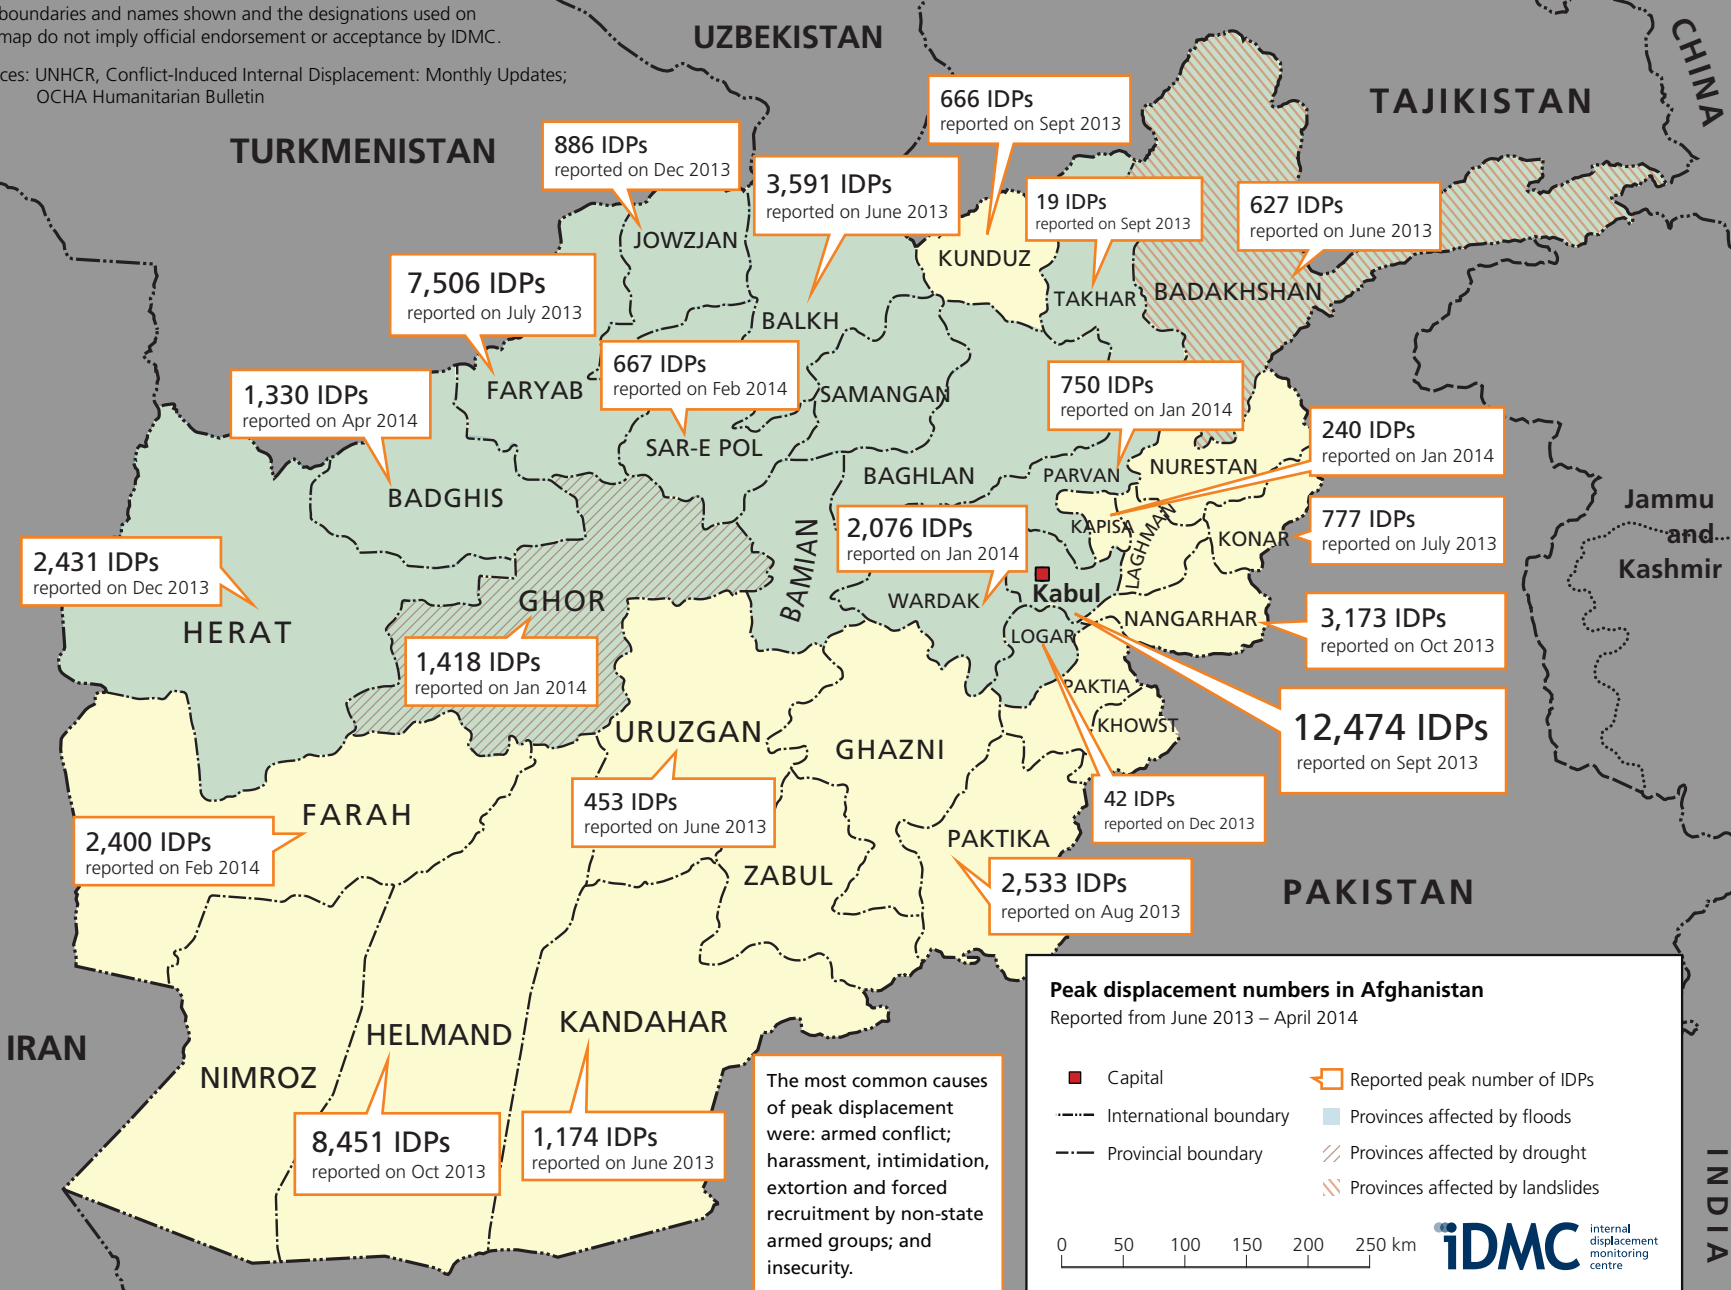 boundaries and names shown and the designations used on
map do not imply official endorsement or acceptance by IDMC.
ces: UNHCR, Conflict-Induced Internal Displacement: Monthly Updates;
OCHA Humanitarian Bulletin
UZBEKISTAN
TURKMENISTAN
TAJIKISTAN
CHINA
666 IDPs
reported on Sept 2013
886 IDPs
reported on Dec 2013
3,591 IDPs
reported on June 2013
19 IDPs
reported on Sept 2013
627 IDPs
reported on June 2013
JOWZJAN
KUNDUZ
7,506 IDPs
reported on July 2013
TAKHAR
BADAKHSHAN
BALKH
667 IDPs
reported on Feb 2014
FARYAB
1,330 IDPs
reported on Apr 2014
SAMANGAN
750 IDPs
reported on Jan 2014
240 IDPs
reported on Jan 2014
SAR-E POL
BADGHIS
BAGHLAN
PARVAN
NURESTAN
Jammu
and
Kashmir
2,076 IDPs
reported on Jan 2014
KAPISA
LAGHMAN
KONAR
777 IDPs
reported on July 2013
2,431 IDPs
reported on Dec 2013
BAMIAN
GHOR
WARDAK
Kabul
NANGARHAR
HERAT
LOGAR
3,173 IDPs
reported on Oct 2013
1,418 IDPs
reported on Jan 2014
PAKTIA
KHOWST
URUZGAN
GHAZNI
12,474 IDPs
reported on Sept 2013
453 IDPs
reported on June 2013
42 IDPs
reported on Dec 2013
FARAH
2,400 IDPs
reported on Feb 2014
PAKTIKA
ZABUL
2,533 IDPs
reported on Aug 2013
PAKISTAN
IRAN
HELMAND
KANDAHAR
NIMROZ
8,451 IDPs
reported on Oct 2013
1,174 IDPs
reported on June 2013
The most common causes
of peak displacement
were: armed conflict;
harassment, intimidation,
extortion and forced
recruitment by non-state
armed groups; and
insecurity.
Peak displacement numbers in Afghanistan
Reported from June 2013 – April 2014
Capital
International boundary
Provincial boundary
Reported peak number of IDPs
Provinces affected by floods
Provinces affected by drought
Provinces affected by landslides
0 50 100 150 200 250 km
iDMC
internal
displacement
monitoring
centre
INDIA